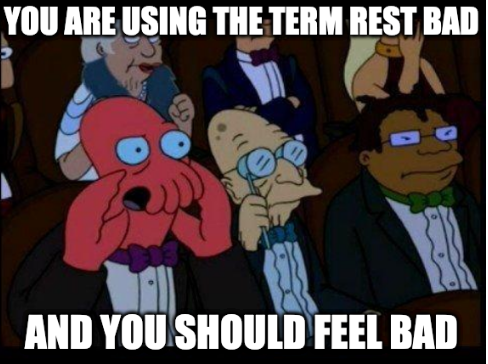 YOU ARE USING THE TERM REST BAD
AND YOU SHOULD FEEL BAD